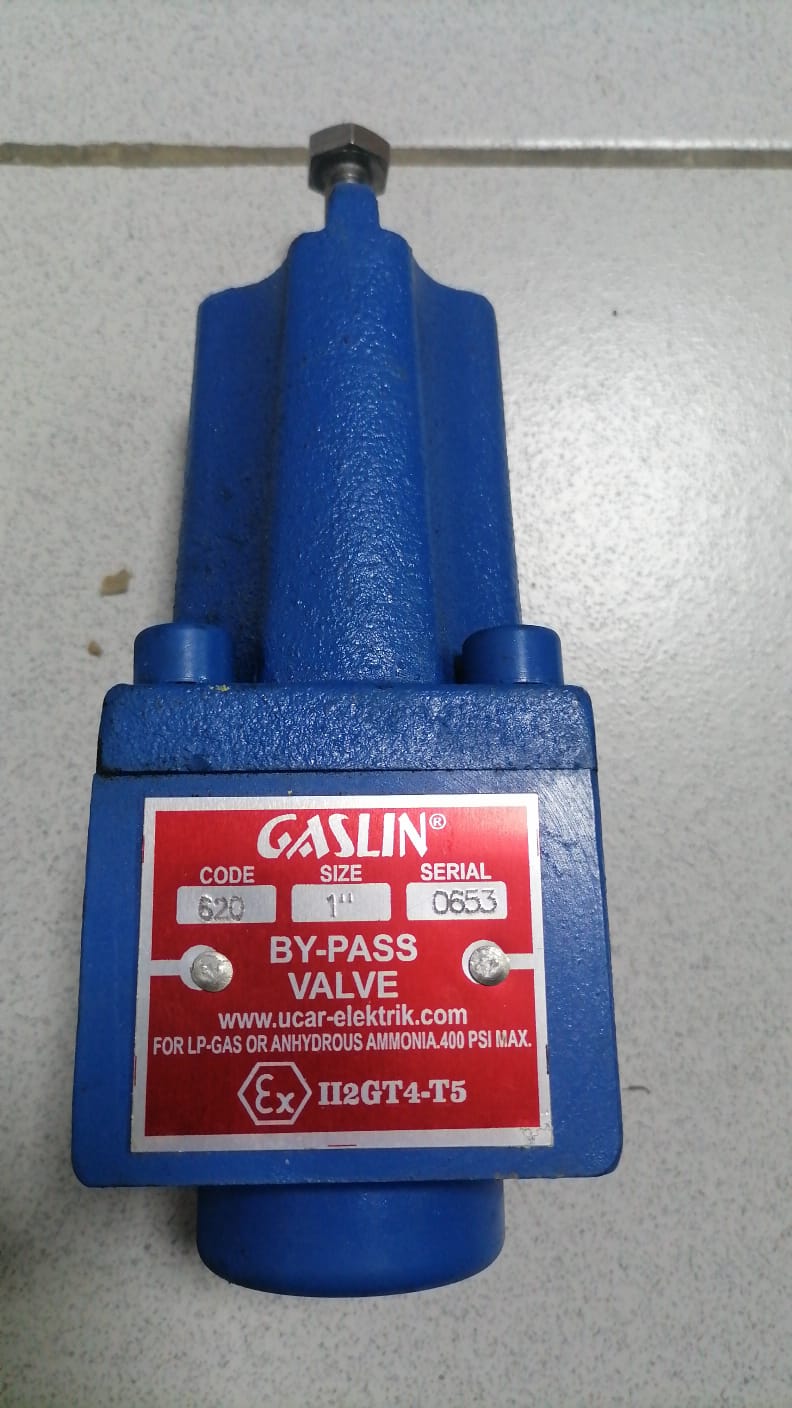 GASLIN®
CODE SIZE SERIAL
620 1" 0653
BY-PASS
VALVE
www.ucar-elektrik.com
FOR LP-GAS OR ANHYDROUS AMMONIA.400 PSI MAX.
Ex II2GT4-T5